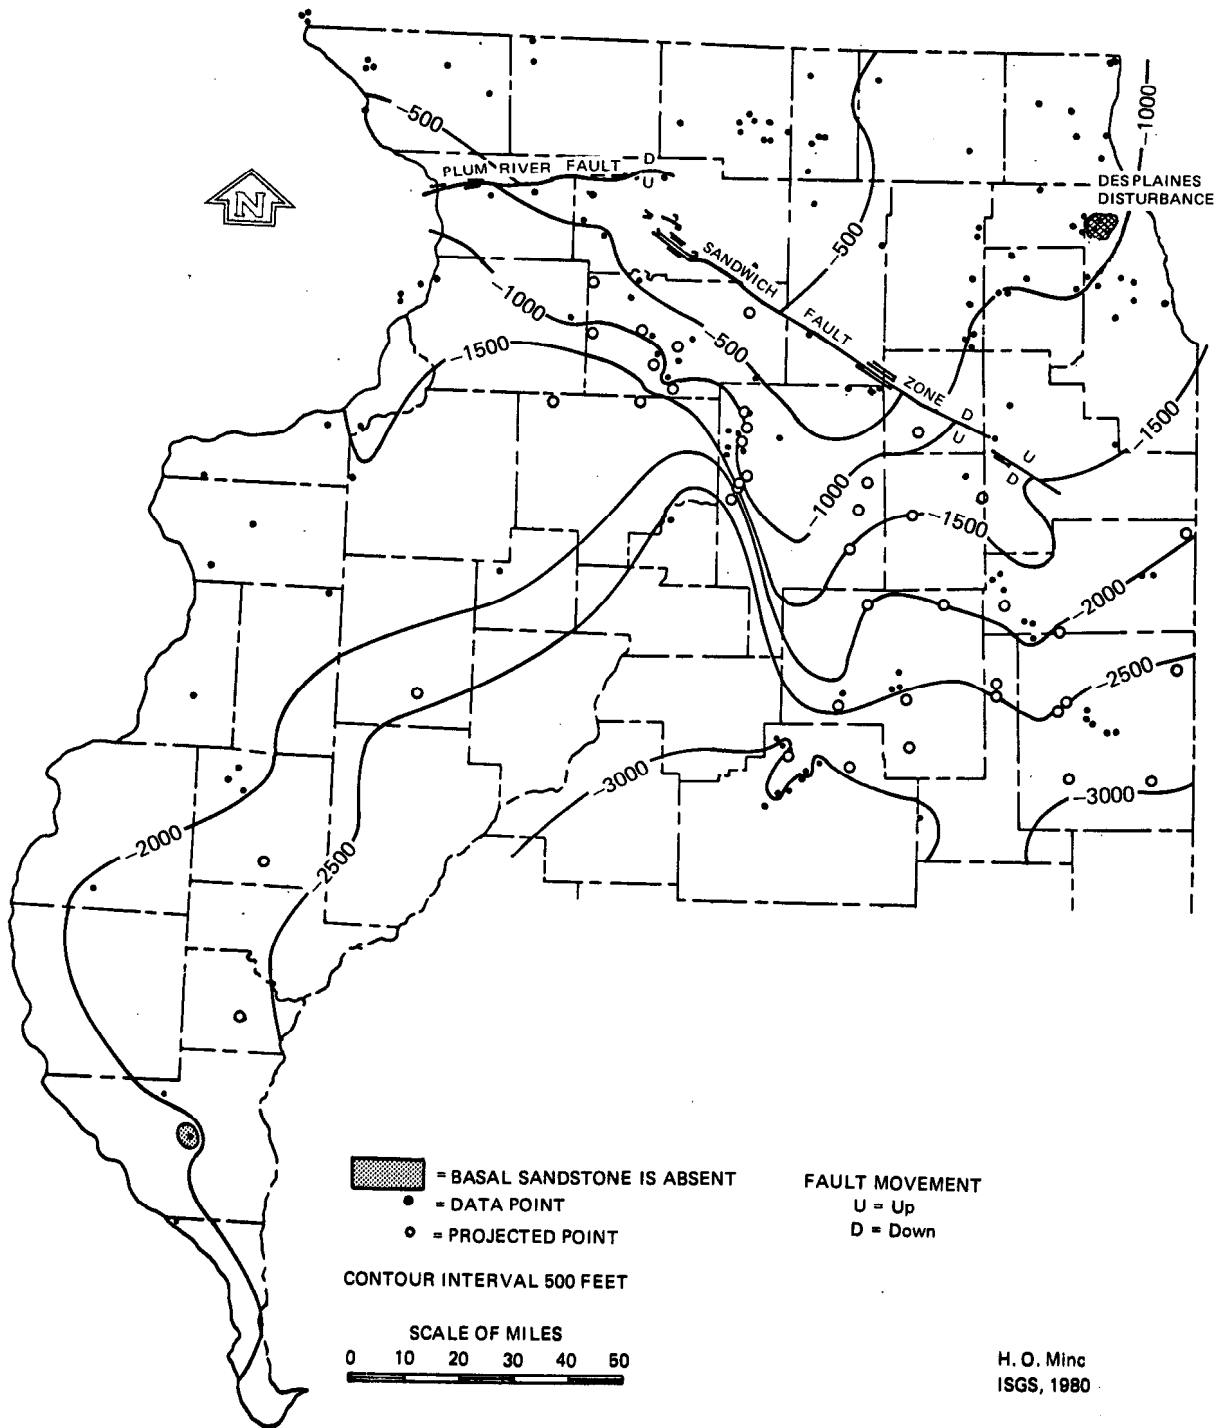 -500
-1000
PLUM RIVER FAULT
D
U
DESPLAINES
DISTURBANCE
N
-500
SANDWICH FAULT ZONE
-1000
-1500
-500
D
U
-1500
U
D
-1000
-1500
-2000
-2500
-3000
-3000
-2000
-2500
= BASAL SANDSTONE IS ABSENT
= DATA POINT
= PROJECTED POINT
CONTOUR INTERVAL 500 FEET
FAULT MOVEMENT
U = Up
D = Down
SCALE OF MILES
0 10 20 30 40 50
H. O. Minc
ISGS, 1980